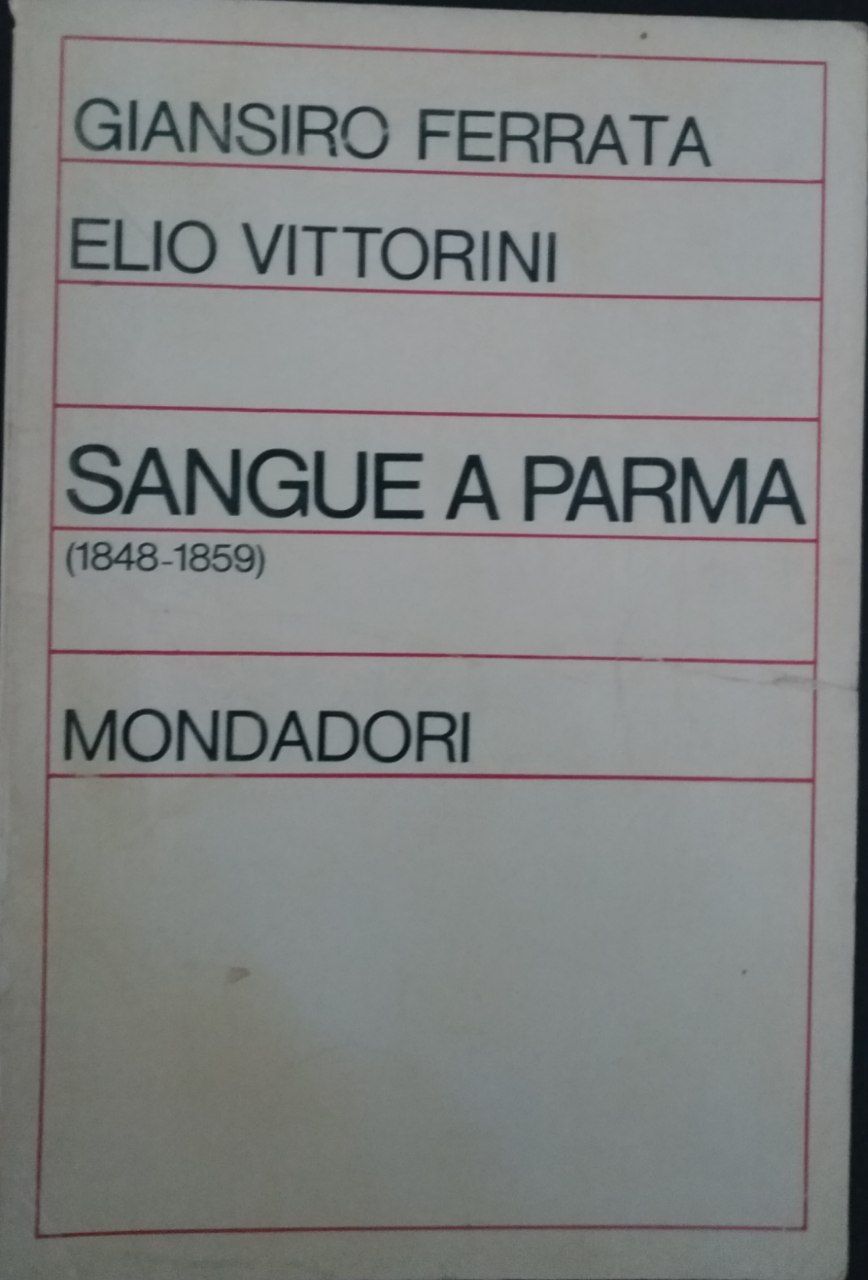 GIANSIRO FERRATA
ELIO VITTORINI
SANGUE A PARMA
(1848-1859)
MONDADORI